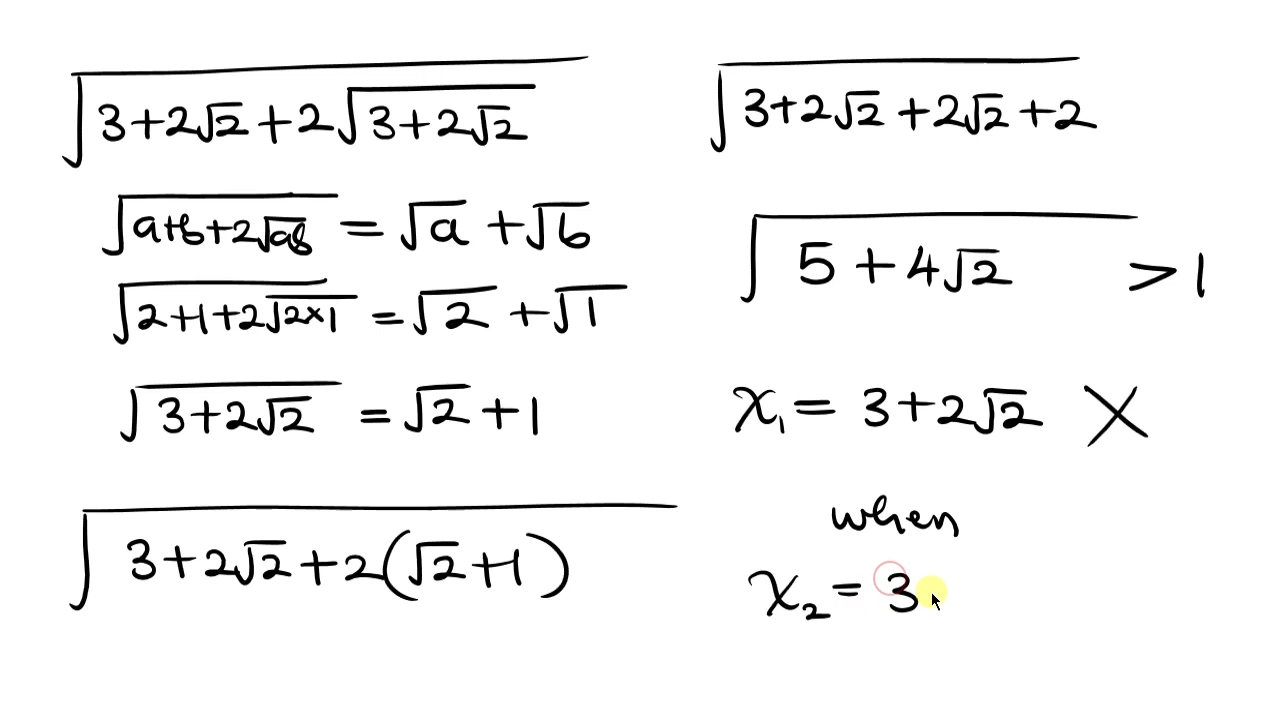 √(3+2√2+2√(3+2√2))
√(a+b+2√ab) = √a + √b
√(2+1+2√(2×1)) = √2 + √1
√(3+2√2) = √2 + 1
√(3+2√2+2(√2+1))
√(3+2√2+2√2+2)
√(5+4√2) > 1
x₁ = 3+2√2 X
when
x₂ = 3